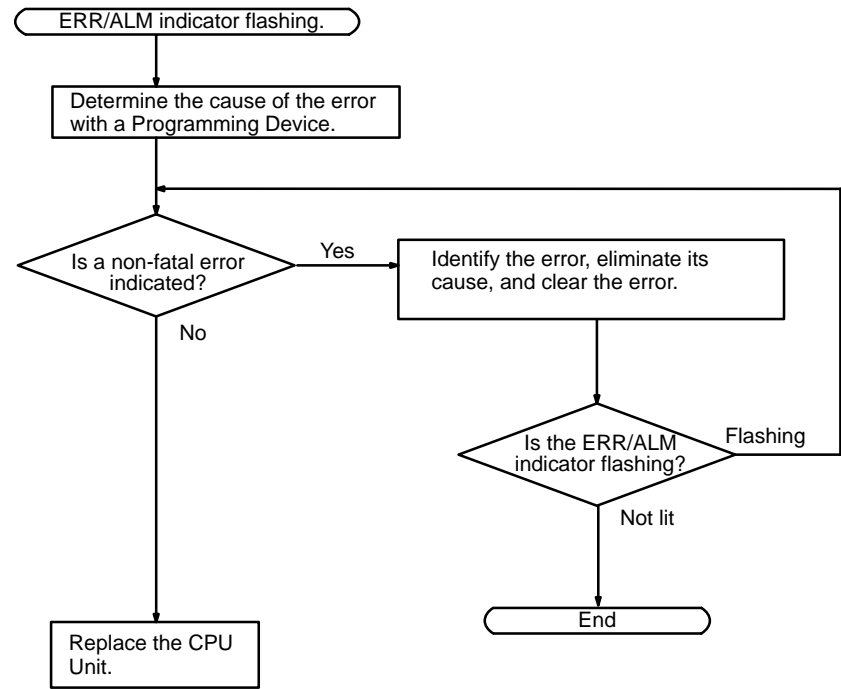 ERR/ALM indicator flashing.
Determine the cause of the error
with a Programming Device.
Is a non-fatal error
indicated?
Yes
No
Identify the error, eliminate its
cause, and clear the error.
Is the ERR/ALM
indicator flashing?
Flashing
Not lit
End
Replace the CPU
Unit.